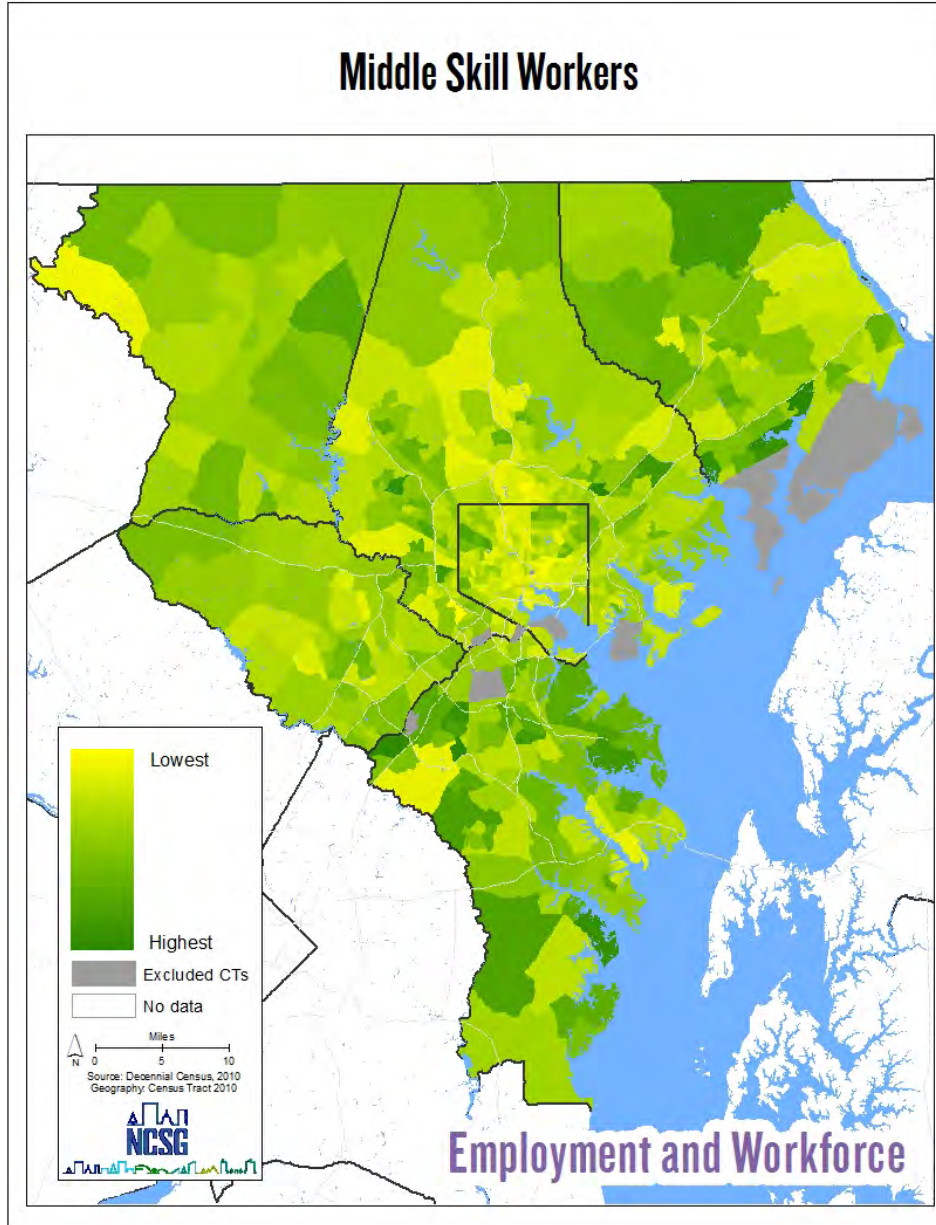 Middle Skill Workers
Lowest
Highest
Excluded CTs
No data
Miles
N
0 5 10
Source: Decennial Census, 2010
Geography: Census Tract 2010
NCSG
Employment and Workforce